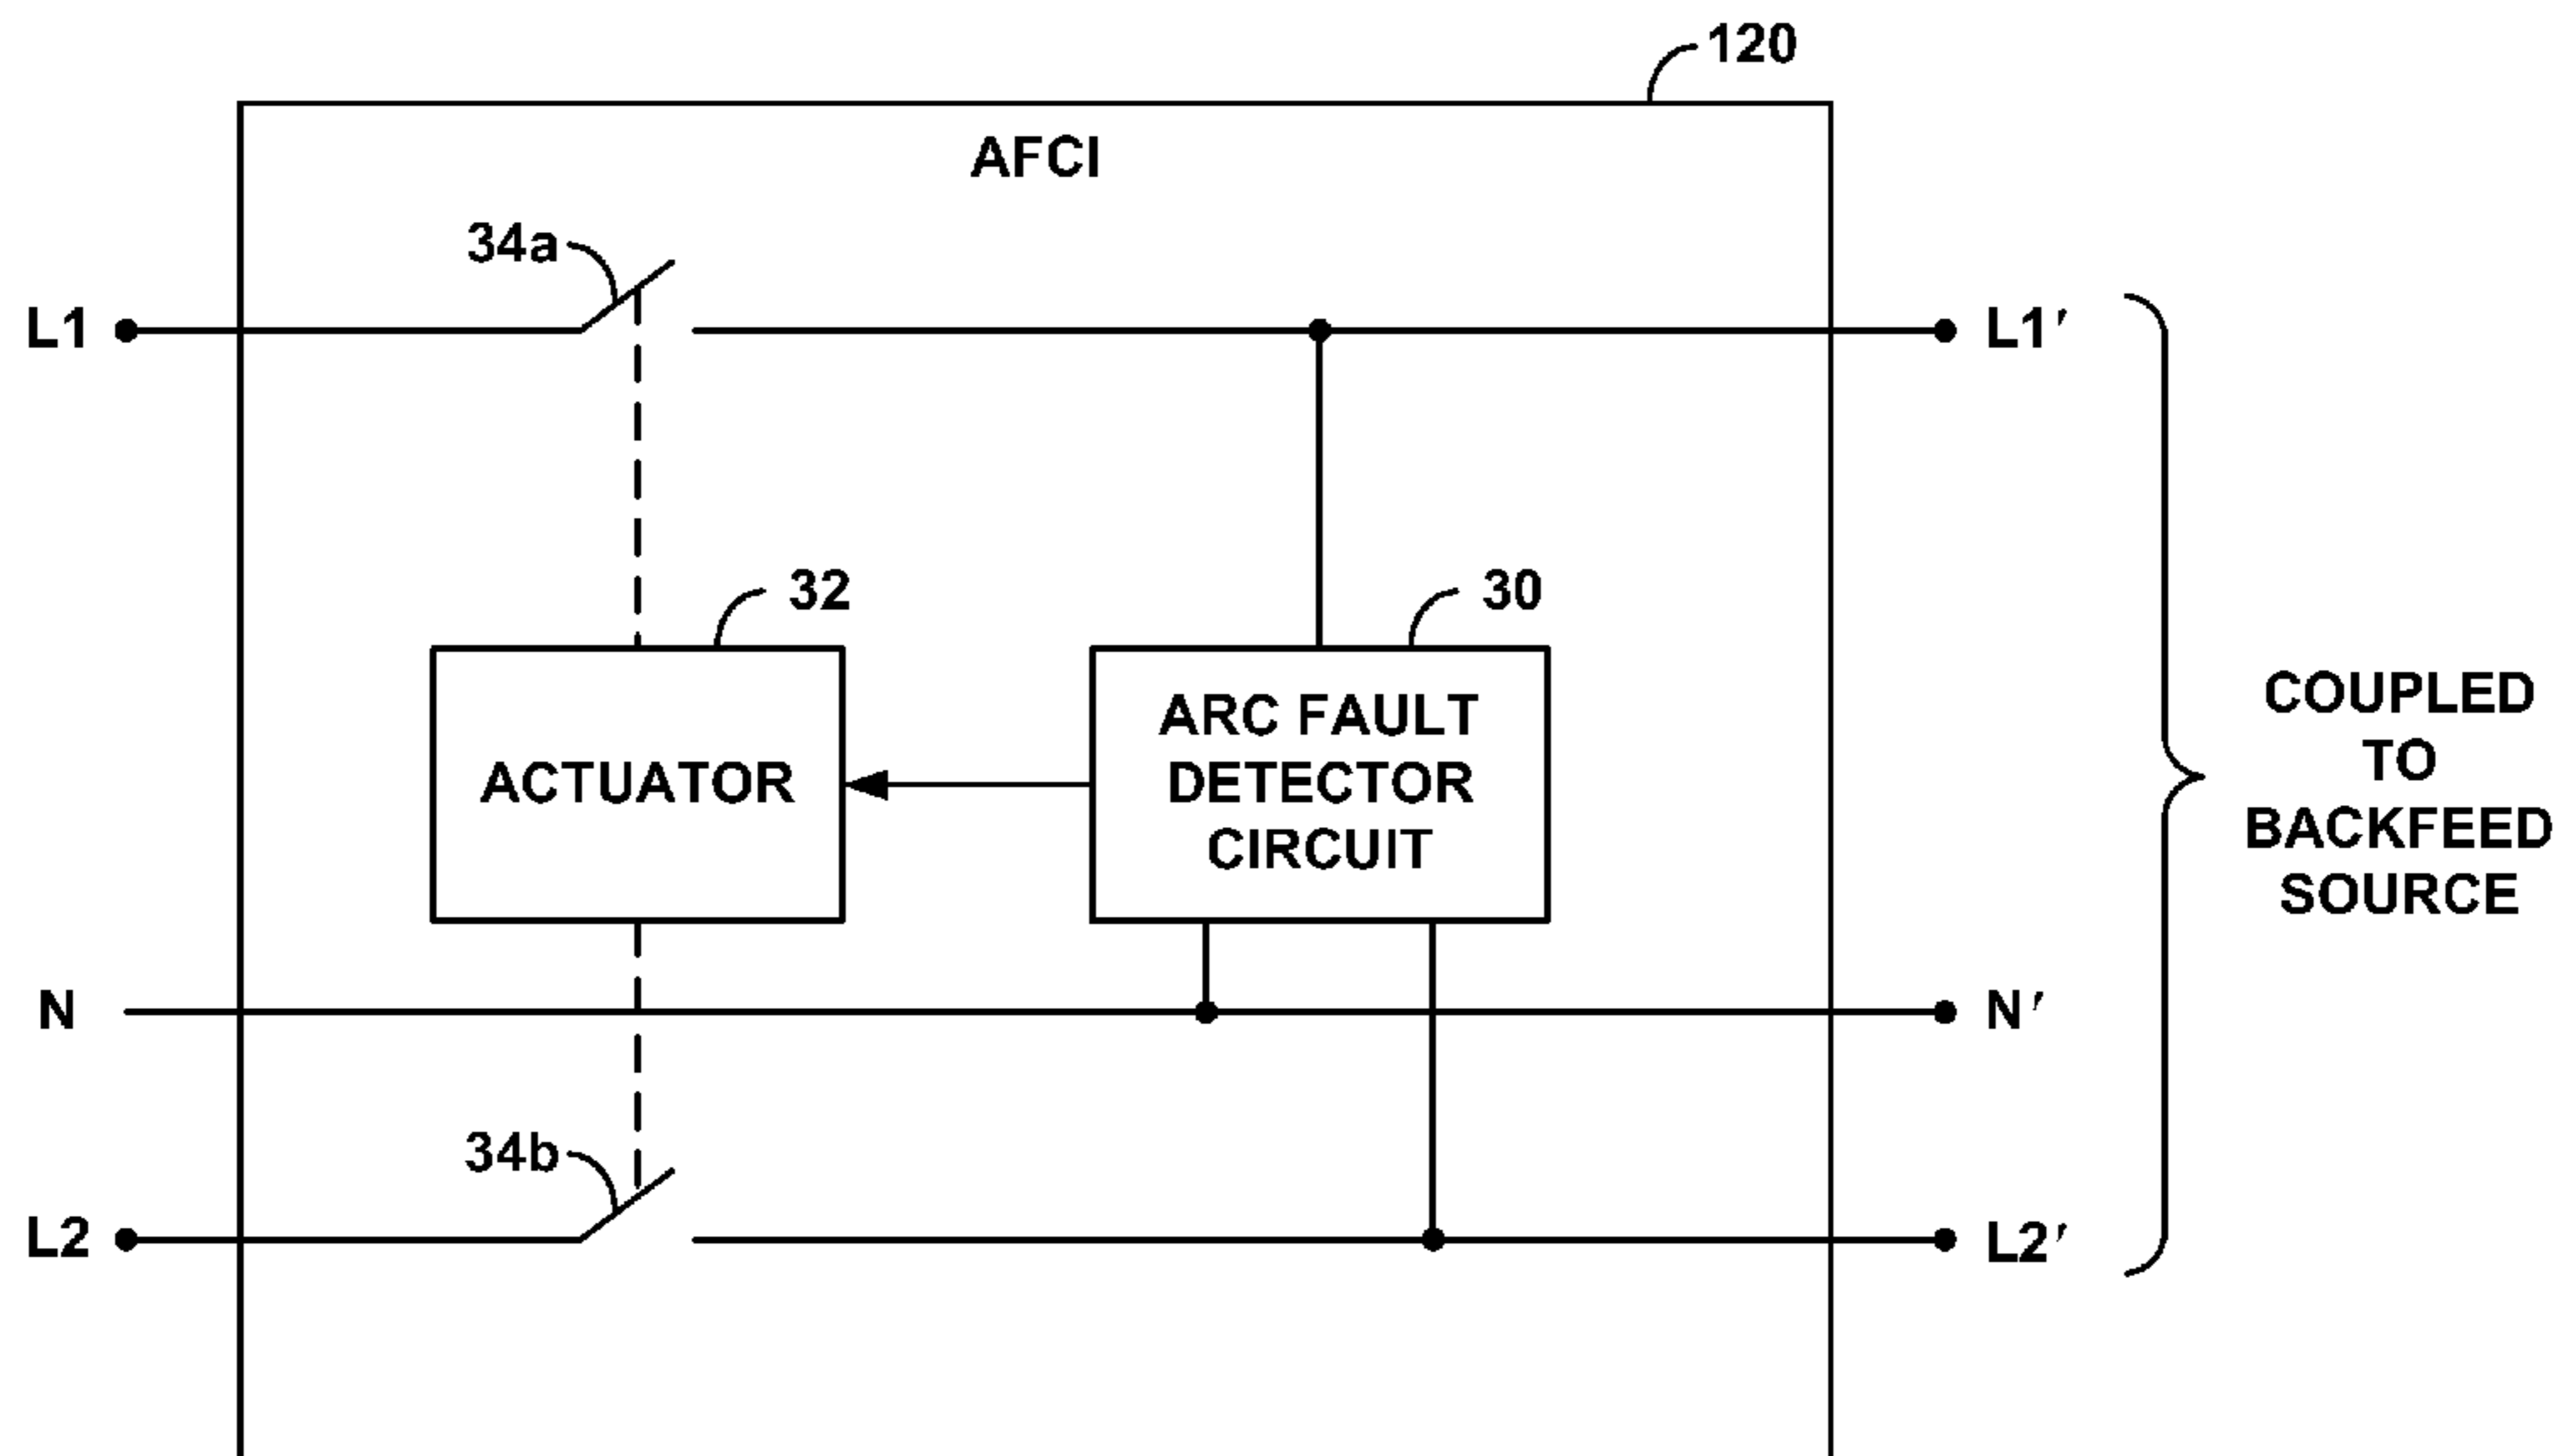 120
AFCI
34a
L1
L1′
32
30
ACTUATOR
ARC FAULT
DETECTOR
CIRCUIT
COUPLED
TO
BACKFEED
SOURCE
N
N′
34b
L2
L2′